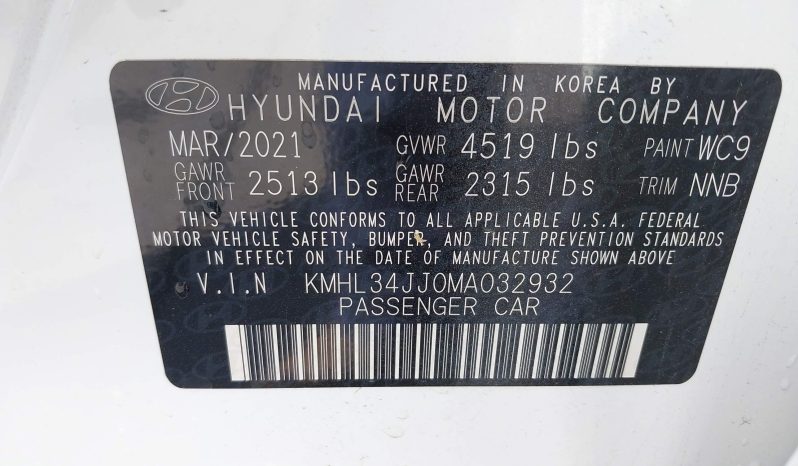 MANUFACTURED IN KOREA BY
HYUNDAI MOTOR COMPANY
MAR/2021 GVWR 4519 lbs PAINT WC9
GAWR FRONT 2513 lbs GAWR REAR 2315 lbs TRIM NNB
THIS VEHICLE CONFORMS TO ALL APPLICABLE U.S.A. FEDERAL
MOTOR VEHICLE SAFETY, BUMPER, AND THEFT PREVENTION STANDARDS
IN EFFECT ON THE DATE OF MANUFACTURE SHOWN ABOVE
V.I.N KMHL34JJ0MA032932
PASSENGER CAR